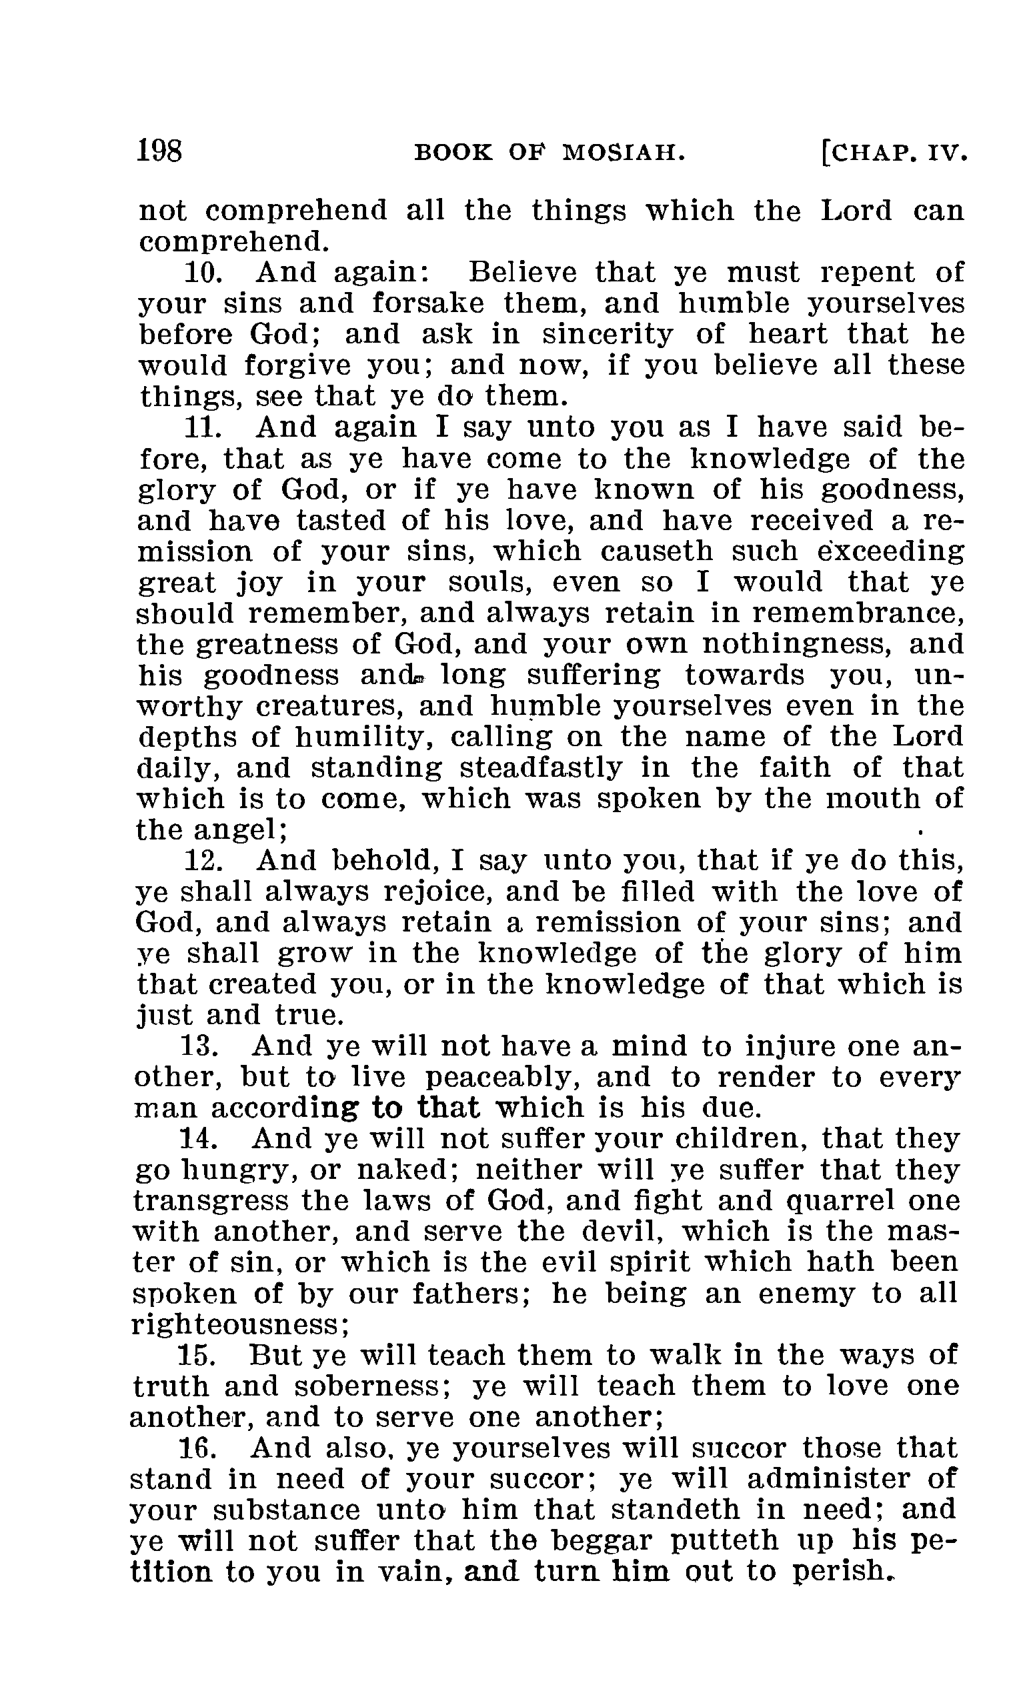 198 BOOK OF MOSIAH. [CHAP. IV.
not comprehend all the things which the Lord can
comprehend.
10. And again: Believe that ye must repent of
your sins and forsake them, and humble yourselves
before God; and ask in sincerity of heart that he
would forgive you; and now, if you believe all these
things, see that ye do them.
11. And again I say unto you as I have said be-
fore, that as ye have come to the knowledge of the
glory of God, or if ye have known of his goodness,
and have tasted of his love, and have received a re-
mission of your sins, which causeth such exceeding
great joy in your souls, even so I would that ye
should remember, and always retain in remembrance,
the greatness of God, and your own nothingness, and
his goodness and long suffering towards you, un-
worthy creatures, and humble yourselves even in the
depths of humility, calling on the name of the Lord
daily, and standing steadfastly in the faith of that
which is to come, which was spoken by the mouth of
the angel;
12. And behold, I say unto you, that if ye do this,
ye shall always rejoice, and be filled with the love of
God, and always retain a remission of your sins; and
ye shall grow in the knowledge of the glory of him
that created you, or in the knowledge of that which is
just and true.
13. And ye will not have a mind to injure one an-
other, but to live peaceably, and to render to every
man according to that which is his due.
14. And ye will not suffer your children, that they
go hungry, or naked; neither will ye suffer that they
transgress the laws of God, and fight and quarrel one
with another, and serve the devil, which is the mas-
ter of sin, or which is the evil spirit which hath been
spoken of by our fathers; he being an enemy to all
righteousness;
15. But ye will teach them to walk in the ways of
truth and soberness; ye will teach them to love one
another, and to serve one another;
16. And also, ye yourselves will succor those that
stand in need of your succor; ye will administer of
your substance unto him that standeth in need; and
ye will not suffer that the beggar putteth up his pe-
tition to you in vain, and turn him out to perish.